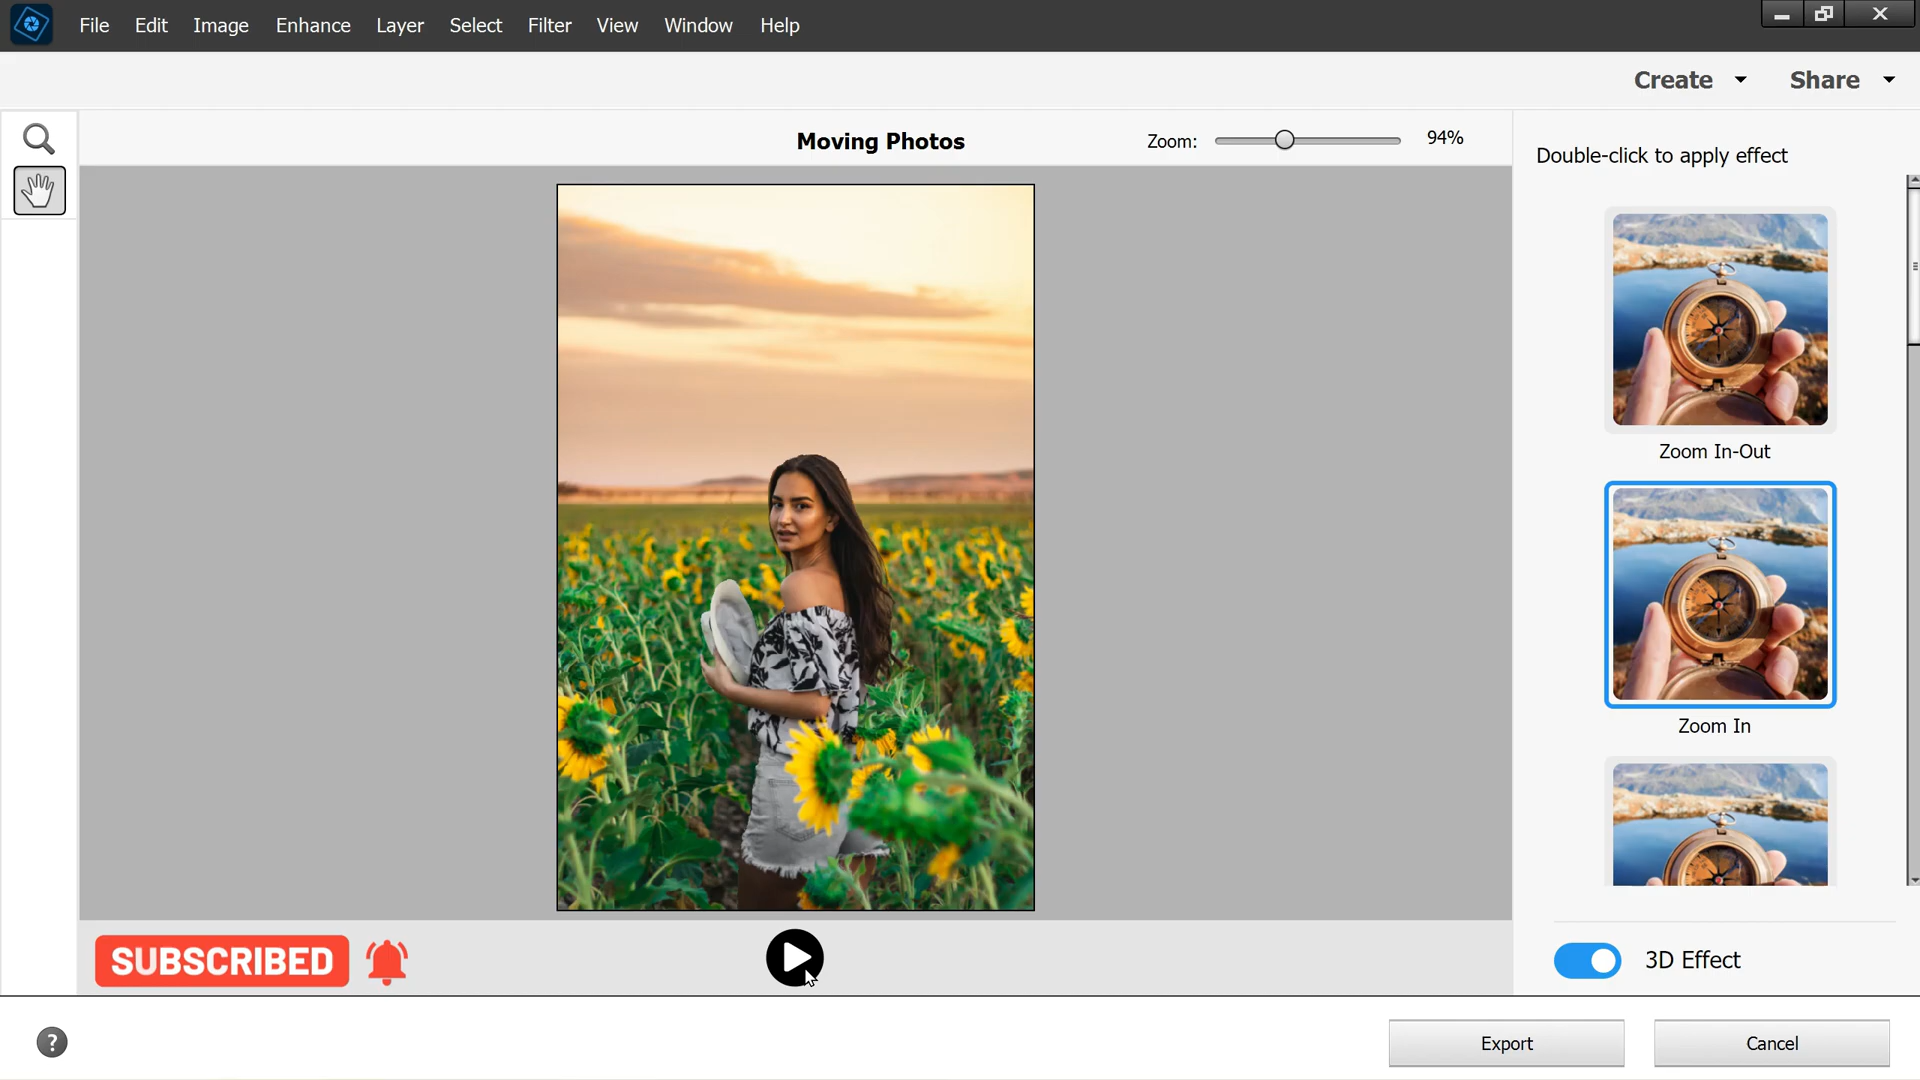 File Edit Image Enhance Layer Select Filter View Window Help
Create Share
Moving Photos
Zoom: 94%
Double-click to apply effect
Zoom In-Out
Zoom In
SUBSCRIBED
3D Effect
?
Export Cancel